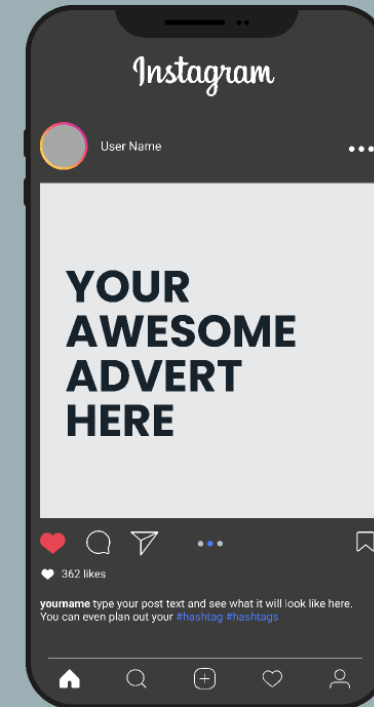 Instagram
User Name
YOUR
AWESOME
ADVERT
HERE
362 likes
yourname type your post text and see what it will look like here.
You can even plan out your #hashtag #hashtags